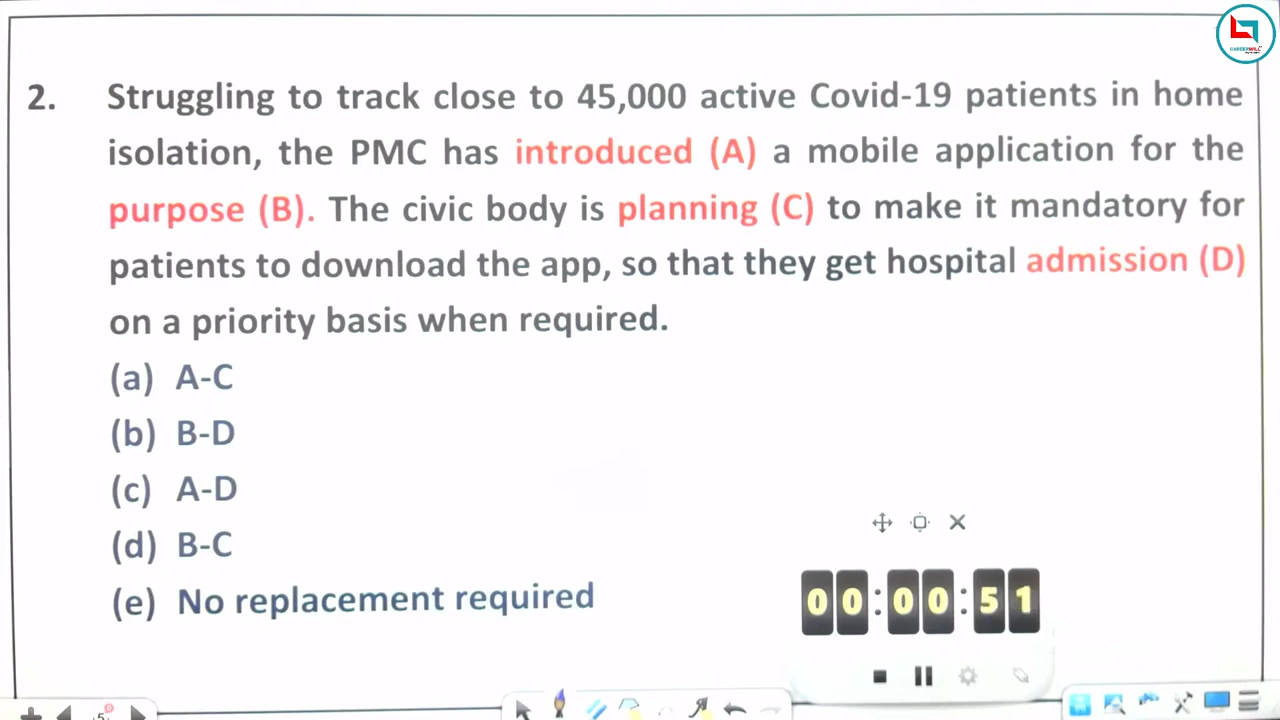 CAREERWILL
2. Struggling to track close to 45,000 active Covid-19 patients in home
isolation, the PMC has introduced (A) a mobile application for the
purpose (B). The civic body is planning (C) to make it mandatory for
patients to download the app, so that they get hospital admission (D)
on a priority basis when required.
(a) A-C
(b) B-D
(c) A-D
(d) B-C
(e) No replacement required
00:00:51
5